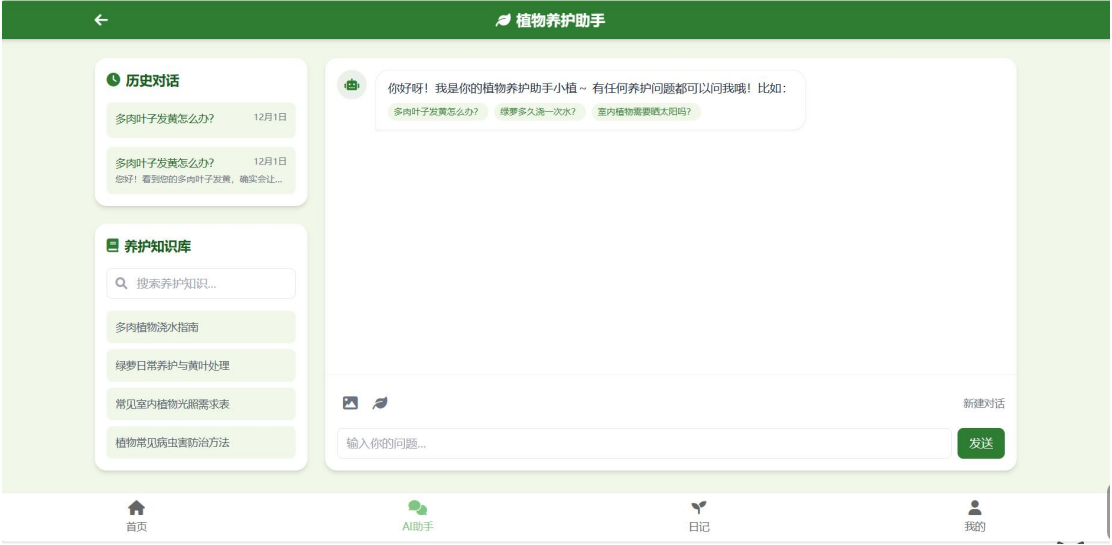 植物养护助手
历史对话
多肉叶子发黄怎么办? 12月1日
多肉叶子发黄怎么办? 12月1日
您好!看到您的多肉叶子发黄,确实会让...
养护知识库
搜索养护知识...
多肉植物浇水指南
绿萝日常养护与黄叶处理
常见室内植物光照需求表
植物常见病虫害防治方法
你好呀!我是你的植物养护助手小植~ 有任何养护问题都可以问我哦!比如:
多肉叶子发黄怎么办? 绿萝多久浇一次水? 室内植物需要晒太阳吗?
新建对话
输入你的问题...
发送
首页
AI助手
日记
我的